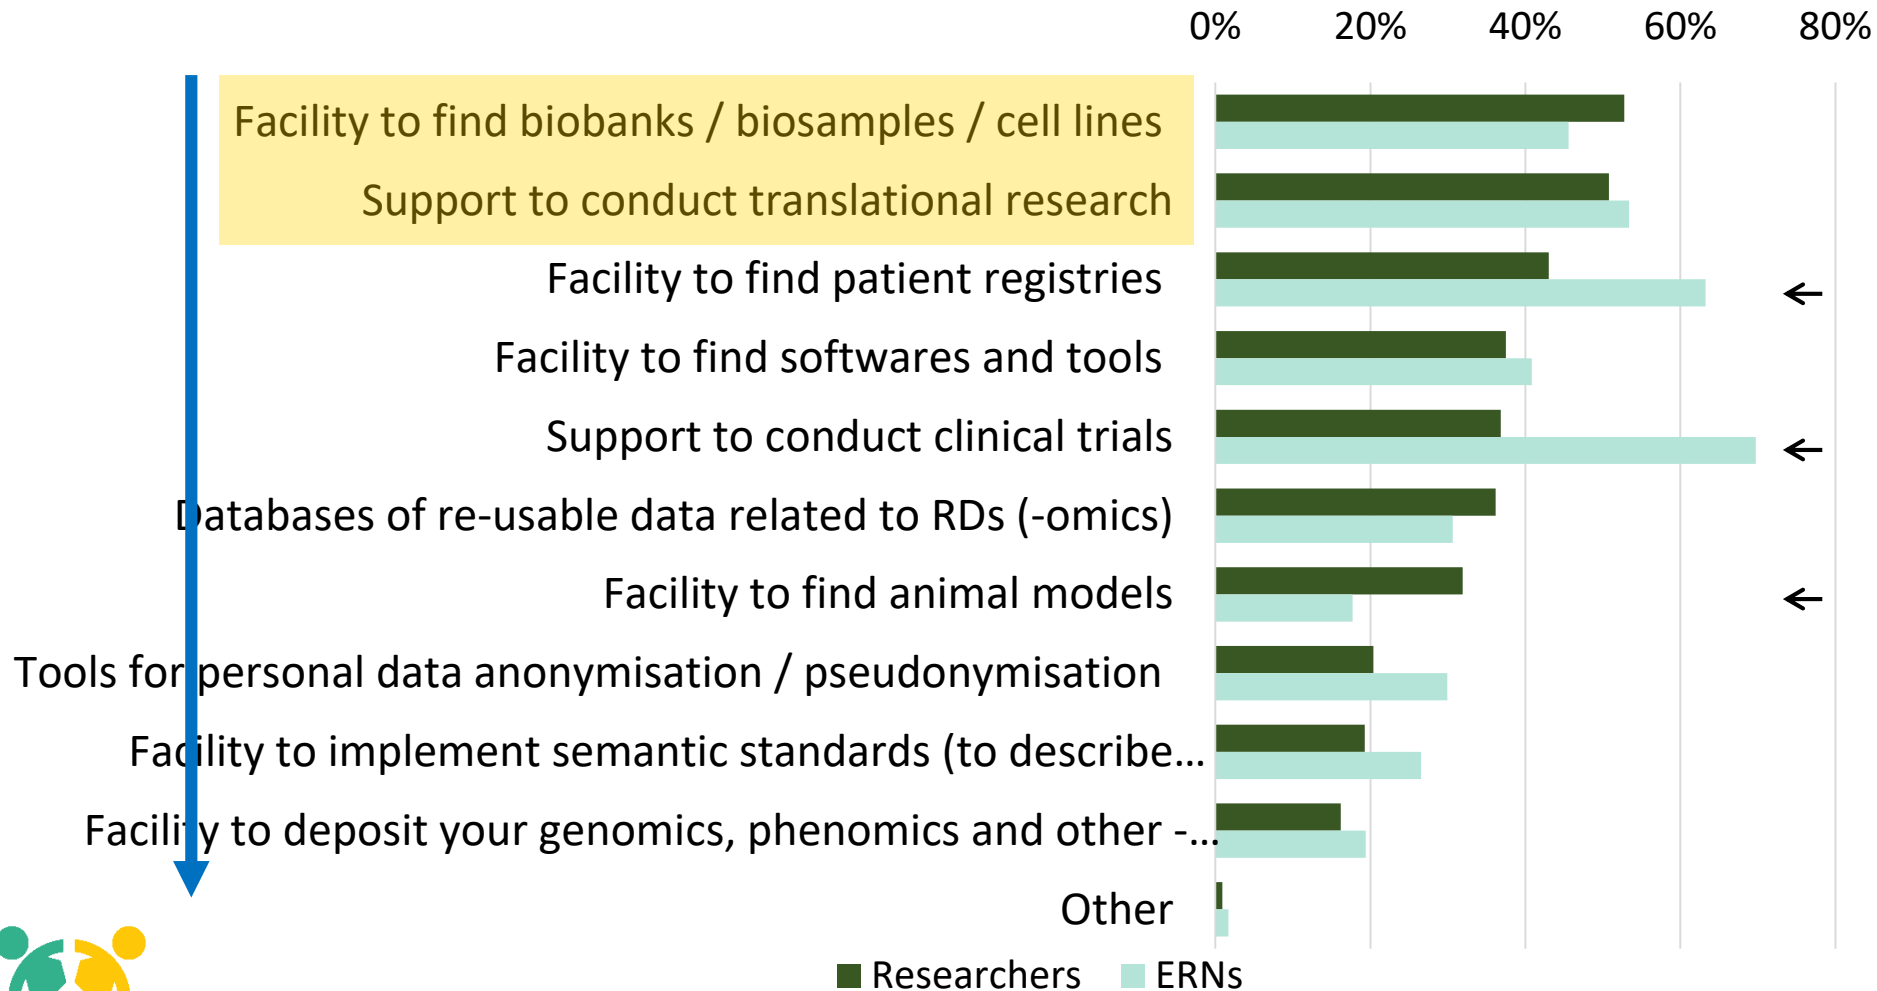 0% 20% 40% 60% 80%
Facility to find biobanks / biosamples / cell lines
Support to conduct translational research
Facility to find patient registries
Facility to find softwares and tools
Support to conduct clinical trials
Databases of re-usable data related to RDs (-omics)
Facility to find animal models
Tools for personal data anonymisation / pseudonymisation
Facility to implement semantic standards (to describe...
Facility to deposit your genomics, phenomics and other -...
Other
Researchers ERNs